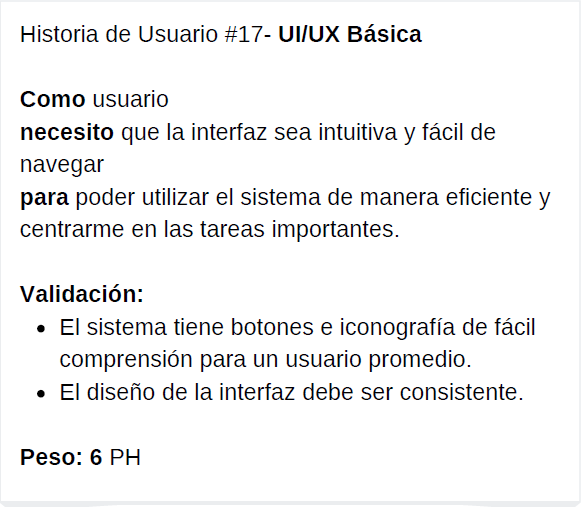 Historia de Usuario #17- UI/UX Básica
Como usuario
necesito que la interfaz sea intuitiva y fácil de
navegar
para poder utilizar el sistema de manera eficiente y
centrarme en las tareas importantes.
Validación:
• El sistema tiene botones e iconografía de fácil
comprensión para un usuario promedio.
• El diseño de la interfaz debe ser consistente.
Peso: 6 PH